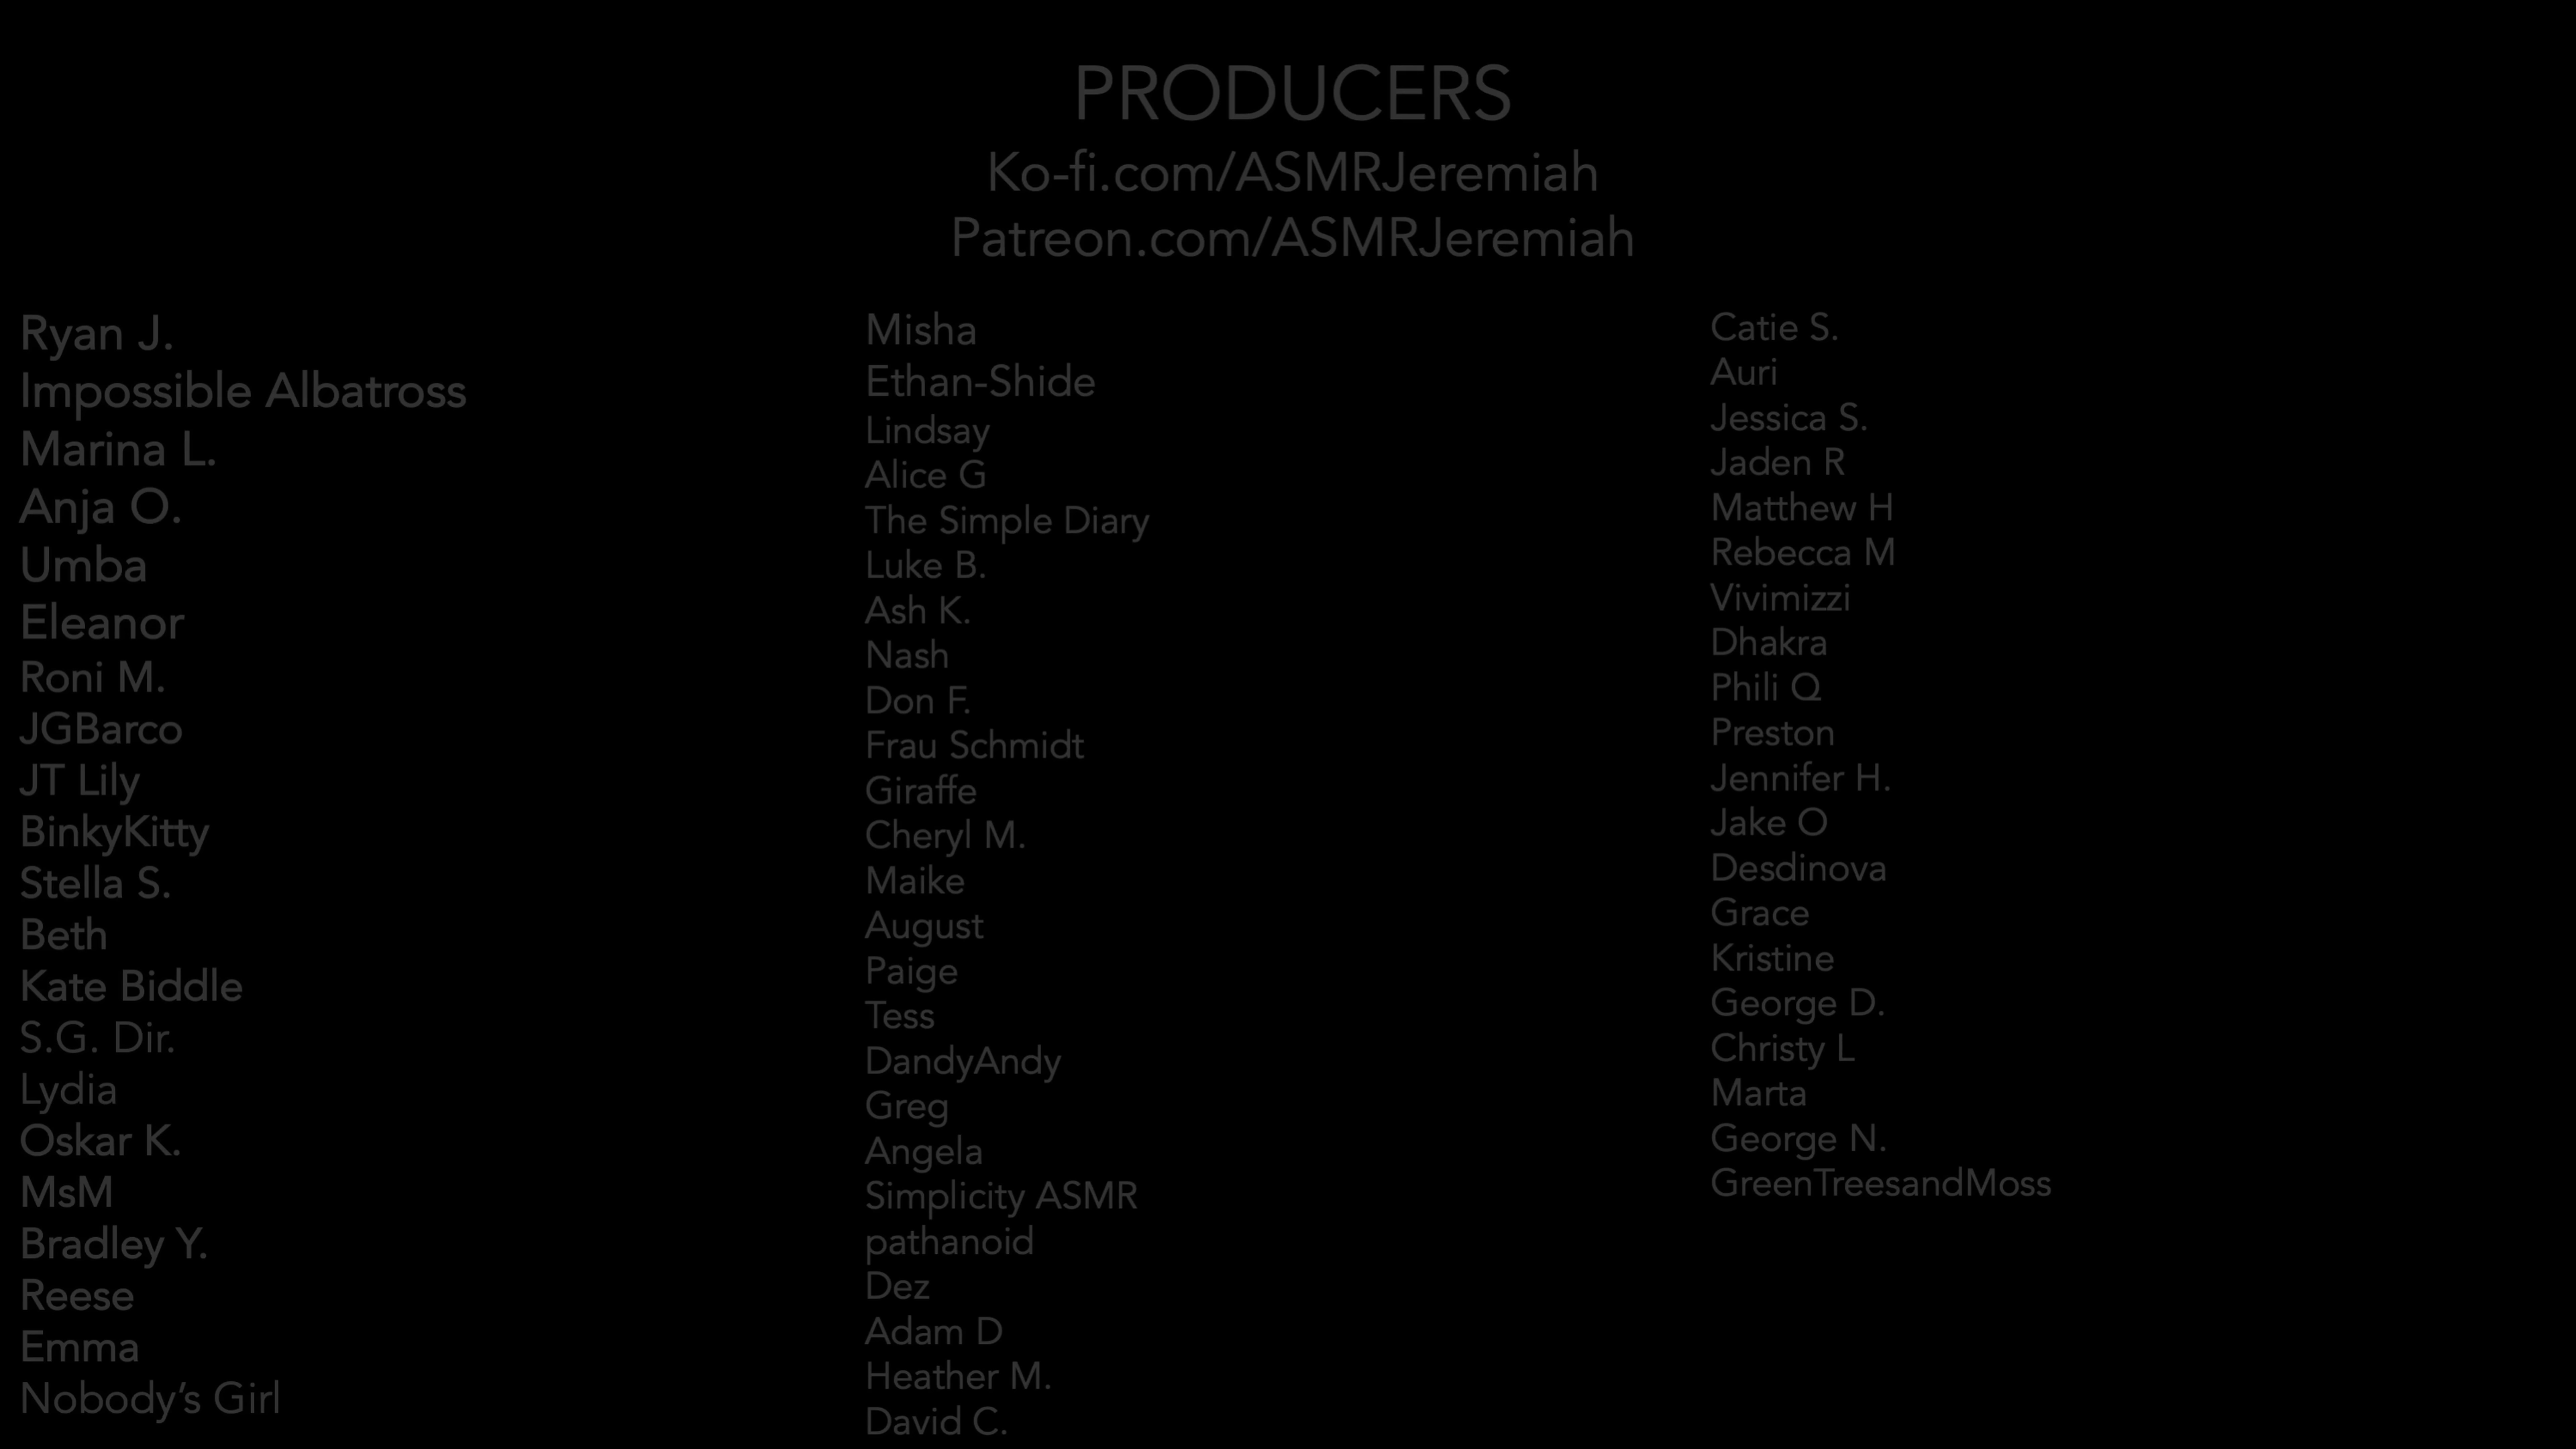 PRODUCERS
Ko-fi.com/ASMRJeremiah
Patreon.com/ASMRJeremiah
Ryan J.
Impossible Albatross
Marina L.
Anja O.
Umba
Eleanor
Roni M.
JGBarco
JT Lily
BinkyKitty
Stella S.
Beth
Kate Biddle
S.G. Dir.
Lydia
Oskar K.
MsM
Bradley Y.
Reese
Emma
Nobody’s Girl
Misha
Ethan-Shide
Lindsay
Alice G
The Simple Diary
Luke B.
Ash K.
Nash
Don F.
Frau Schmidt
Giraffe
Cheryl M.
Maike
August
Paige
Tess
DandyAndy
Greg
Angela
Simplicity ASMR
pathanoid
Dez
Adam D
Heather M.
David C.
Catie S.
Auri
Jessica S.
Jaden R
Matthew H
Rebecca M
Vivimizzi
Dhakra
Phili Q
Preston
Jennifer H.
Jake O
Desdinova
Grace
Kristine
George D.
Christy L
Marta
George N.
GreenTreesandMoss